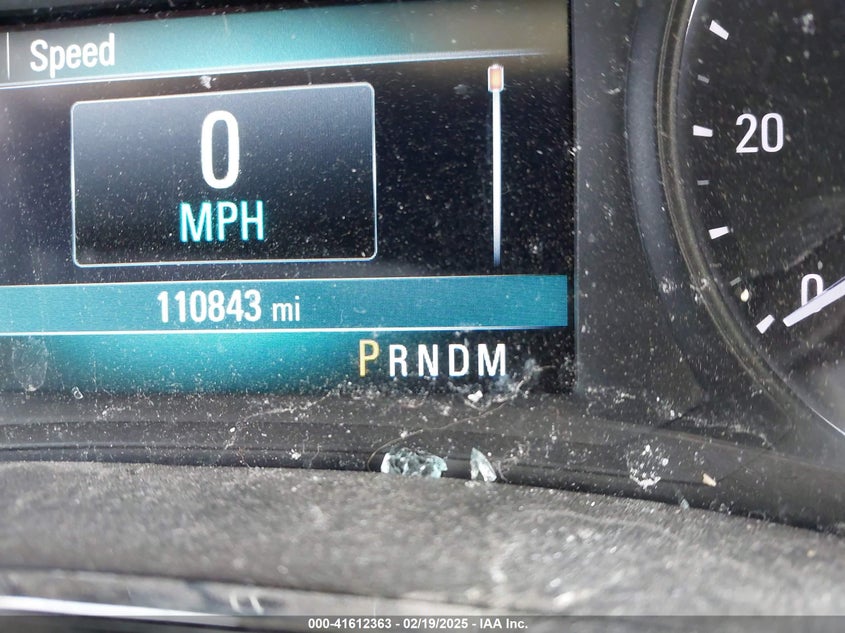 Speed
0
MPH
20
0
110843 mi
PRNDM
000-41612363 - 02/19/2025 - IAA Inc.